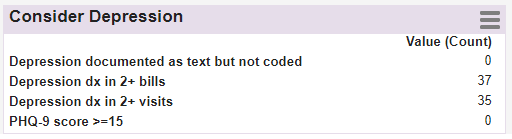 Consider Depression
Value (Count)
Depression documented as text but not coded 0
Depression dx in 2+ bills 37
Depression dx in 2+ visits 35
PHQ-9 score >=15 0